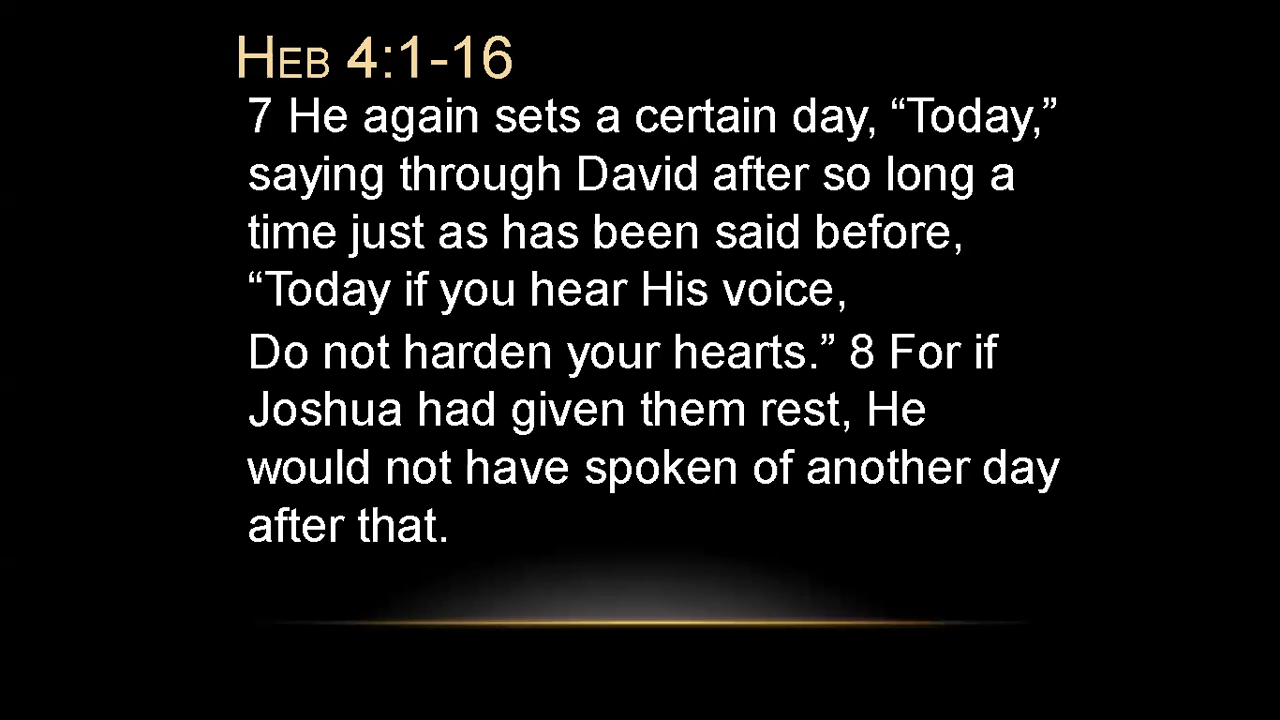 HEB 4:1-16
7 He again sets a certain day, “Today,”
saying through David after so long a
time just as has been said before,
“Today if you hear His voice,
Do not harden your hearts.” 8 For if
Joshua had given them rest, He
would not have spoken of another day
after that.